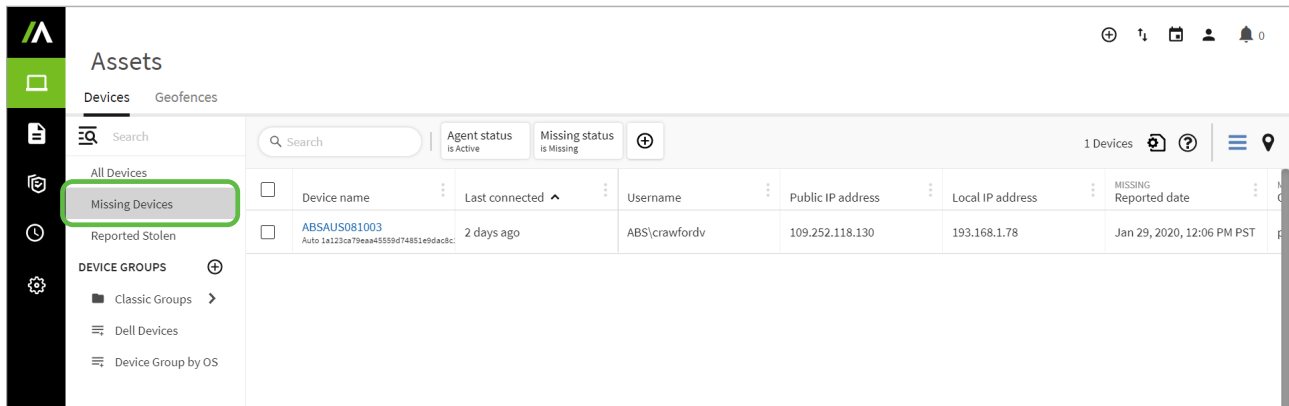 0
Assets
Devices Geofences
Search
Search
Agent status
is Active
Missing status
is Missing
1 Devices
All Devices
Missing Devices
Reported Stolen
DEVICE GROUPS
Classic Groups
Dell Devices
Device Group by OS
Device name Last connected Username Public IP address Local IP address MISSING Reported date
ABSAUS081003 2 days ago ABS\crawfordv 109.252.118.130 193.168.1.78 Jan 29, 2020, 12:06 PM PST